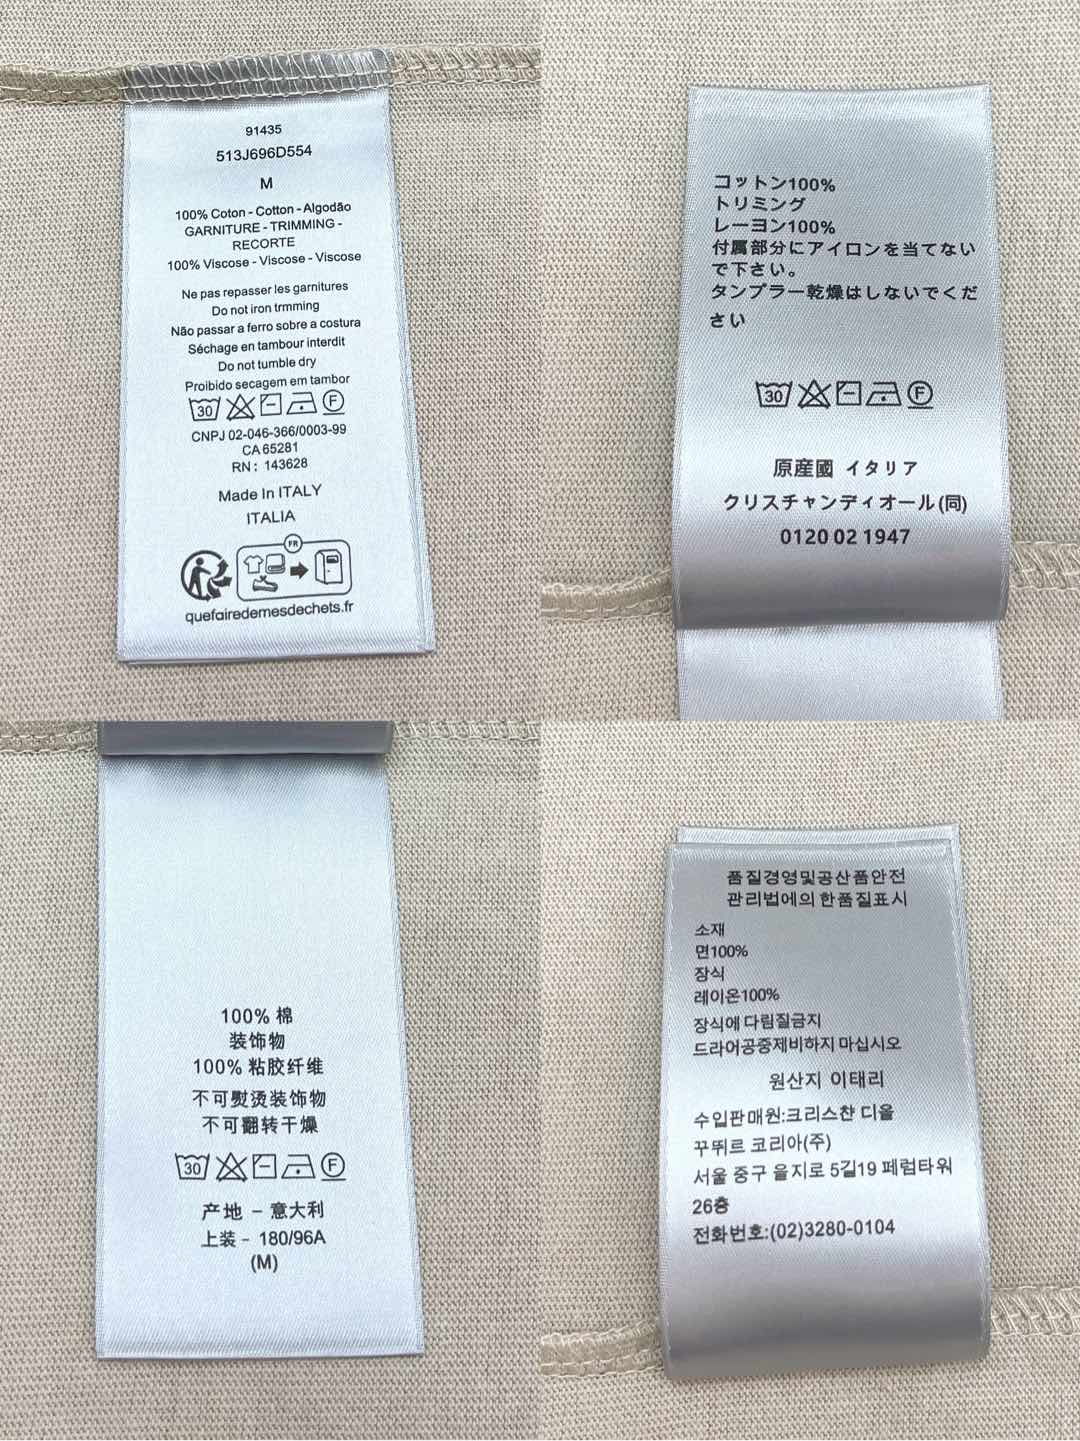 91435
513J696D554
M
100% Coton - Cotton - Algodão
GARNITURE - TRIMMING -
RECORTE
100% Viscose - Viscose - Viscose
Ne pas repasser les garnitures
Do not iron trmming
Não passar a ferro sobre a costura
Séchage en tambour interdit
Do not tumble dry
Proibido secagem em tambor
30 F
CNPJ 02-046-366/0003-99
CA 65281
RN : 143628
Made In ITALY
ITALIA
FR
quefairedemesdechets.fr
コットン100%
トリミング
レーヨン100%
付属部分にアイロンを当てない
で下さい。
タンプラー乾燥はしないでくだ
さい
30 F
原産國 イタリア
クリスチャンディオール(同)
0120 02 1947
100% 棉
装饰物
100% 粘胶纤维
不可熨烫装饰物
不可翻转干燥
30 F
产地 - 意大利
上装 - 180/96A
(M)
품질경영및공산품안전
관리법에의한품질표시
소재
면100%
장식
레이온100%
장식에 다림질금지
드라어공중제비하지 마십시오
원산지 이태리
수입판매원:크리스챤 디올
꾸뛰르 코리아(주)
서울 중구 을지로 5길19 페럼타워
26층
전화번호:(02)3280-0104